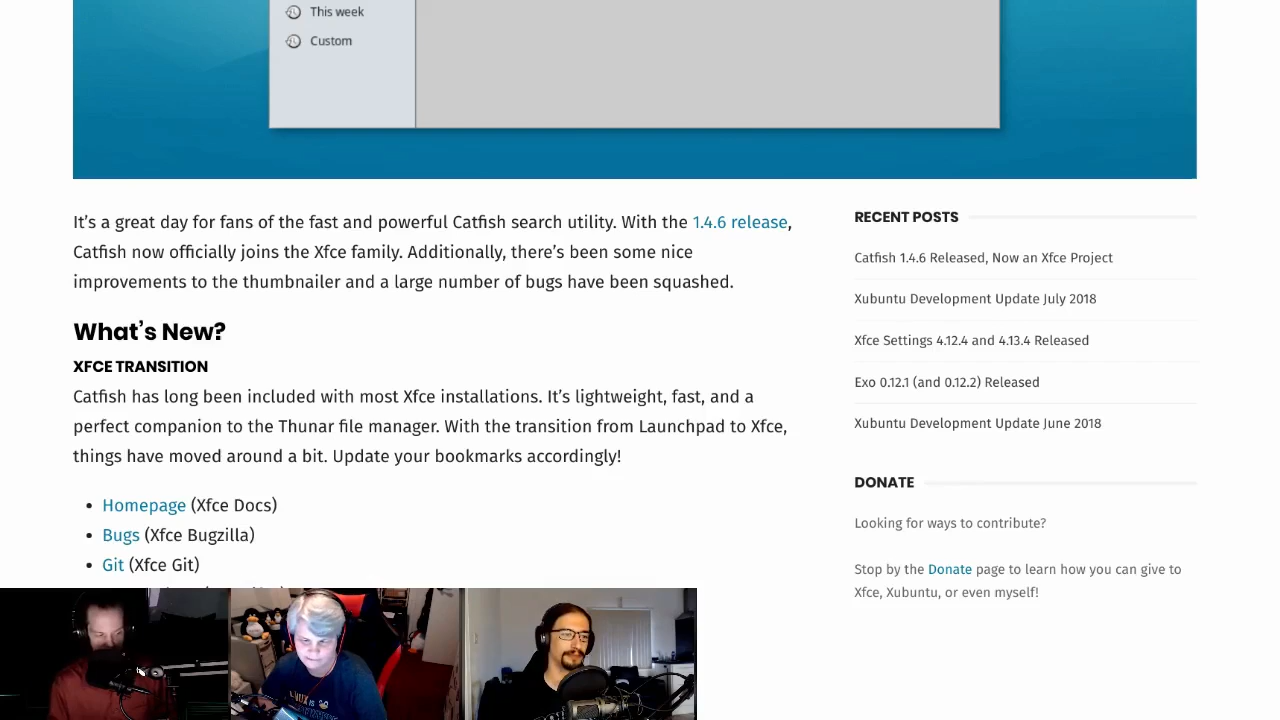 This week
Custom
It’s a great day for fans of the fast and powerful Catfish search utility. With the 1.4.6 release,
Catfish now officially joins the Xfce family. Additionally, there’s been some nice
improvements to the thumbnailer and a large number of bugs have been squashed.
What’s New?
XFCE TRANSITION
Catfish has long been included with most Xfce installations. It’s lightweight, fast, and a
perfect companion to the Thunar file manager. With the transition from Launchpad to Xfce,
things have moved around a bit. Update your bookmarks accordingly!
• Homepage (Xfce Docs)
• Bugs (Xfce Bugzilla)
• Git (Xfce Git)
RECENT POSTS
Catfish 1.4.6 Released, Now an Xfce Project
Xubuntu Development Update July 2018
Xfce Settings 4.12.4 and 4.13.4 Released
Exo 0.12.1 (and 0.12.2) Released
Xubuntu Development Update June 2018
DONATE
Looking for ways to contribute?
Stop by the Donate page to learn how you can give to
Xfce, Xubuntu, or even myself!
LINUX IS